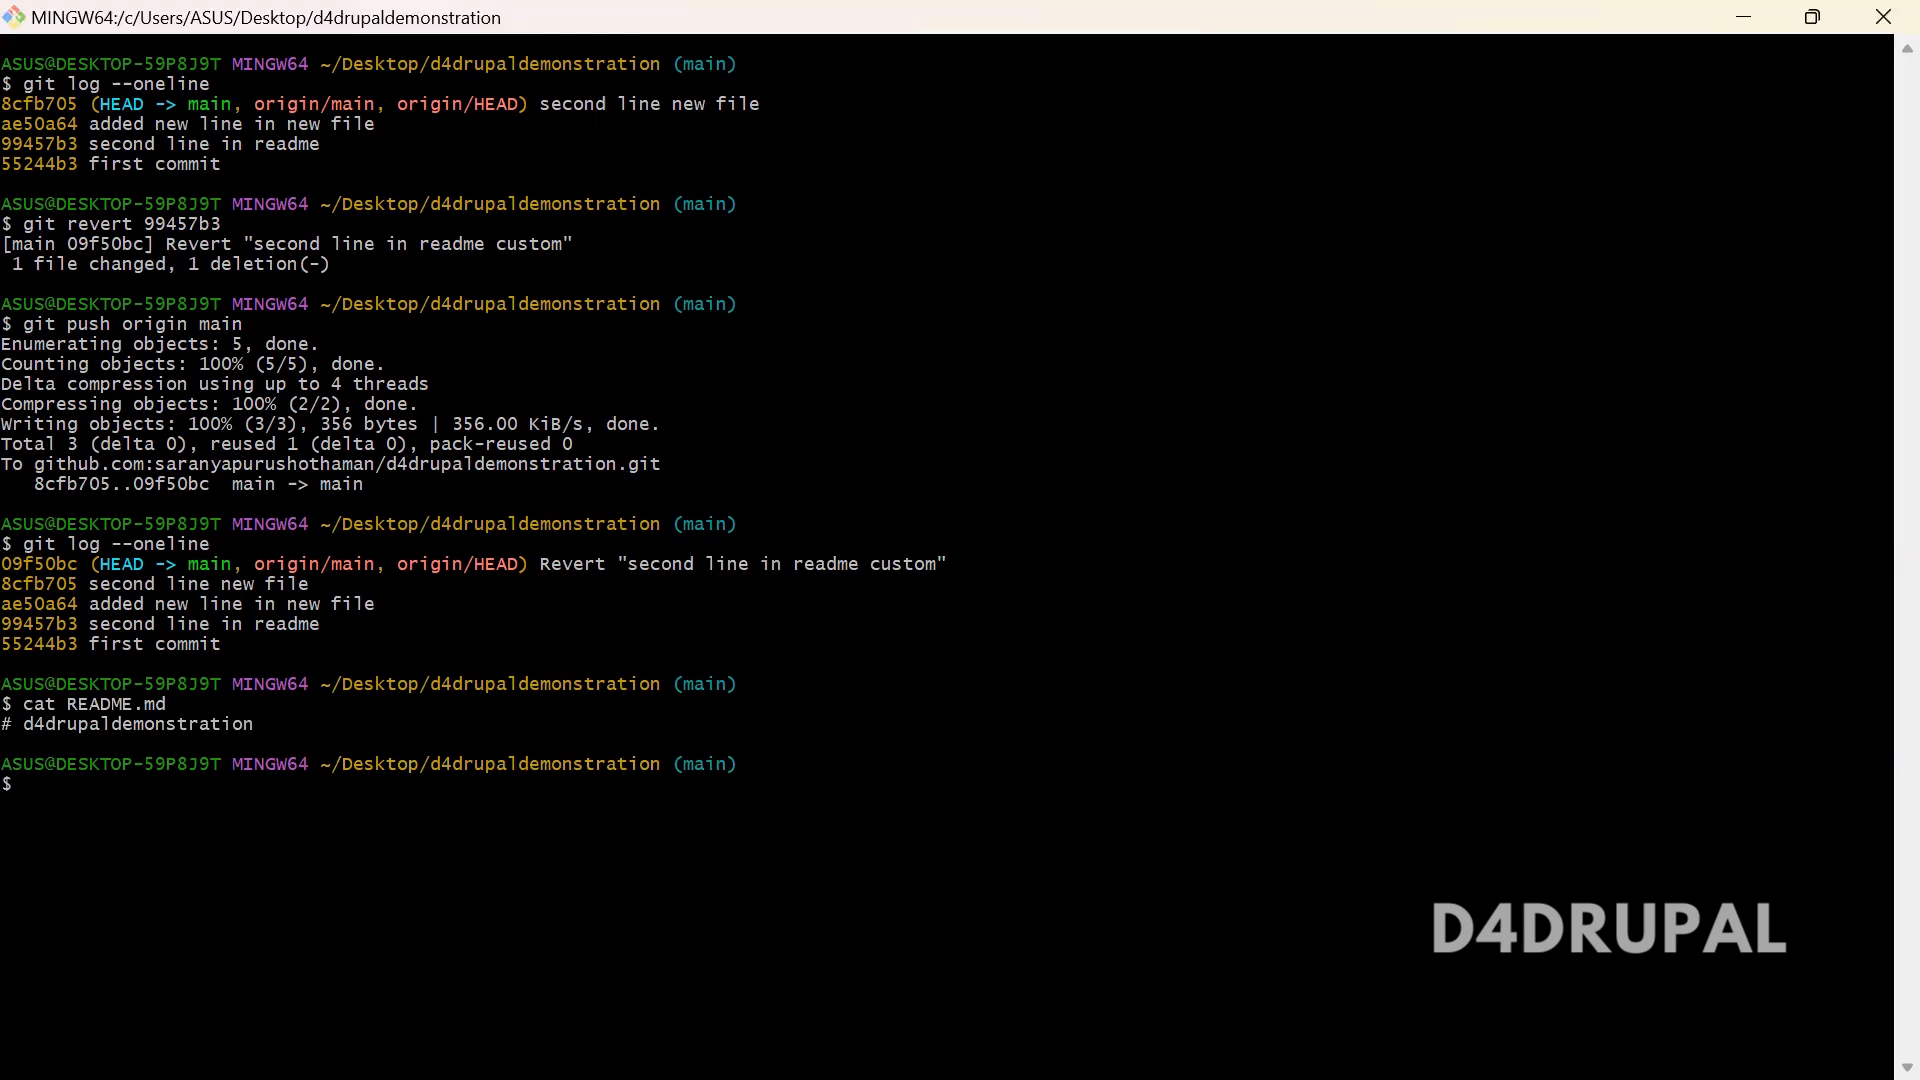 MINGW64:/c/Users/ASUS/Desktop/d4drupaldemonstration
ASUS@DESKTOP-59P8J9T MINGW64 ~/Desktop/d4drupaldemonstration (main)
$ git log --oneline
8cfb705 (HEAD -> main, origin/main, origin/HEAD) second line new file
ae50a64 added new line in new file
99457b3 second line in readme
55244b3 first commit
ASUS@DESKTOP-59P8J9T MINGW64 ~/Desktop/d4drupaldemonstration (main)
$ git revert 99457b3
[main 09f50bc] Revert "second line in readme custom"
 1 file changed, 1 deletion(-)
ASUS@DESKTOP-59P8J9T MINGW64 ~/Desktop/d4drupaldemonstration (main)
$ git push origin main
Enumerating objects: 5, done.
Counting objects: 100% (5/5), done.
Delta compression using up to 4 threads
Compressing objects: 100% (2/2), done.
Writing objects: 100% (3/3), 356 bytes | 356.00 KiB/s, done.
Total 3 (delta 0), reused 1 (delta 0), pack-reused 0
To github.com:saranyapurushothaman/d4drupaldemonstration.git
   8cfb705..09f50bc  main -> main
ASUS@DESKTOP-59P8J9T MINGW64 ~/Desktop/d4drupaldemonstration (main)
$ git log --oneline
09f50bc (HEAD -> main, origin/main, origin/HEAD) Revert "second line in readme custom"
8cfb705 second line new file
ae50a64 added new line in new file
99457b3 second line in readme
55244b3 first commit
ASUS@DESKTOP-59P8J9T MINGW64 ~/Desktop/d4drupaldemonstration (main)
$ cat README.md
# d4drupaldemonstration
ASUS@DESKTOP-59P8J9T MINGW64 ~/Desktop/d4drupaldemonstration (main)
$
D4DRUPAL